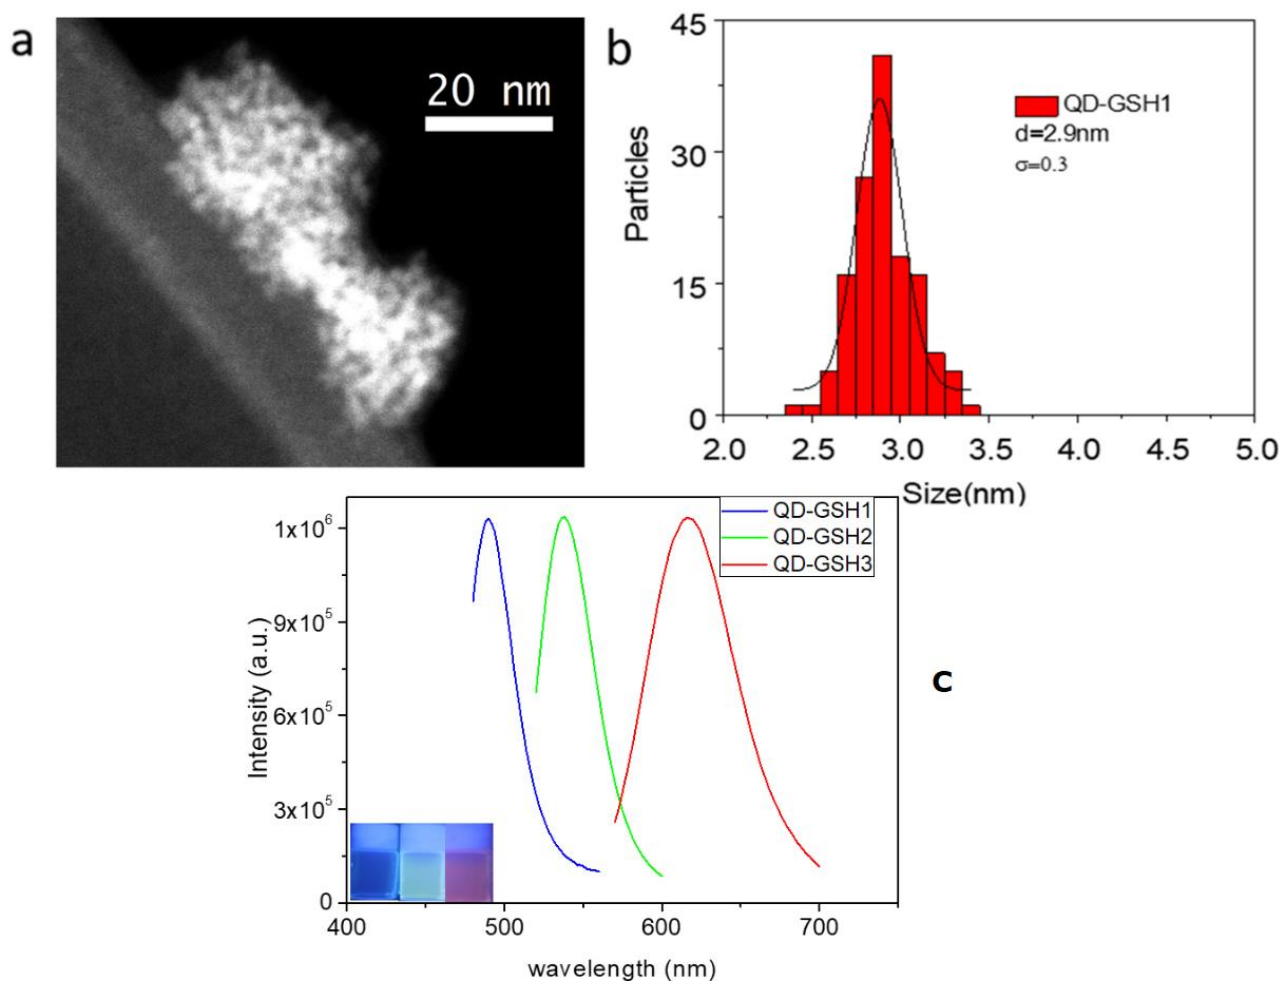 a
20 nm
b
45
30
15
0
Particles
QD-GSH1
d=2.9nm
σ=0.3
2.0 2.5 3.0 3.5 4.0 4.5 5.0
Size(nm)
QD-GSH1
QD-GSH2
QD-GSH3
1x10⁶
9x10⁵
6x10⁵
3x10⁵
0
Intensity (a.u.)
400 500 600 700
wavelength (nm)
c